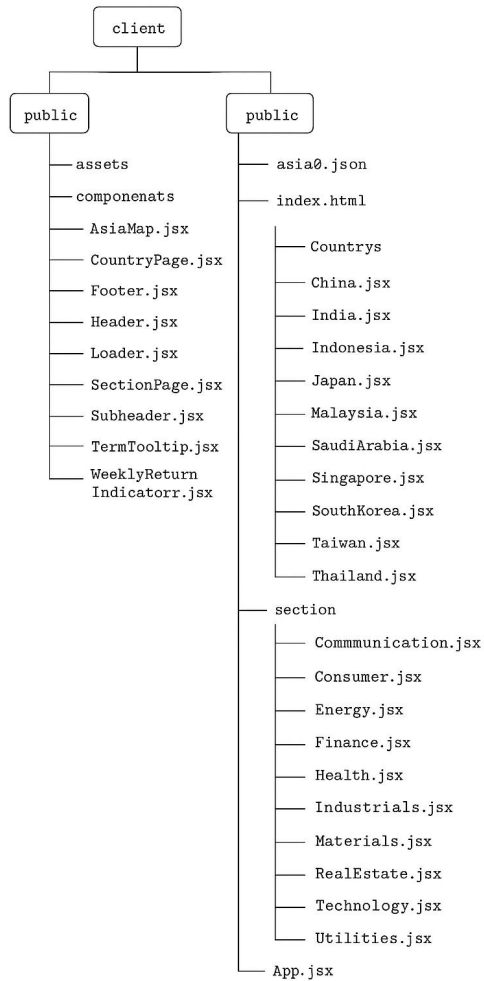 client
public
assets
componenats
AsiaMap.jsx
CountryPage.jsx
Footer.jsx
Header.jsx
Loader.jsx
SectionPage.jsx
Subheader.jsx
TermTooltip.jsx
WeeklyReturn
Indicatorr.jsx
public
asia0.json
index.html
Countrys
China.jsx
India.jsx
Indonesia.jsx
Japan.jsx
Malaysia.jsx
SaudiArabia.jsx
Singapore.jsx
SouthKorea.jsx
Taiwan.jsx
Thailand.jsx
section
Commmunication.jsx
Consumer.jsx
Energy.jsx
Finance.jsx
Health.jsx
Industrials.jsx
Materials.jsx
RealEstate.jsx
Technology.jsx
Utilities.jsx
App.jsx